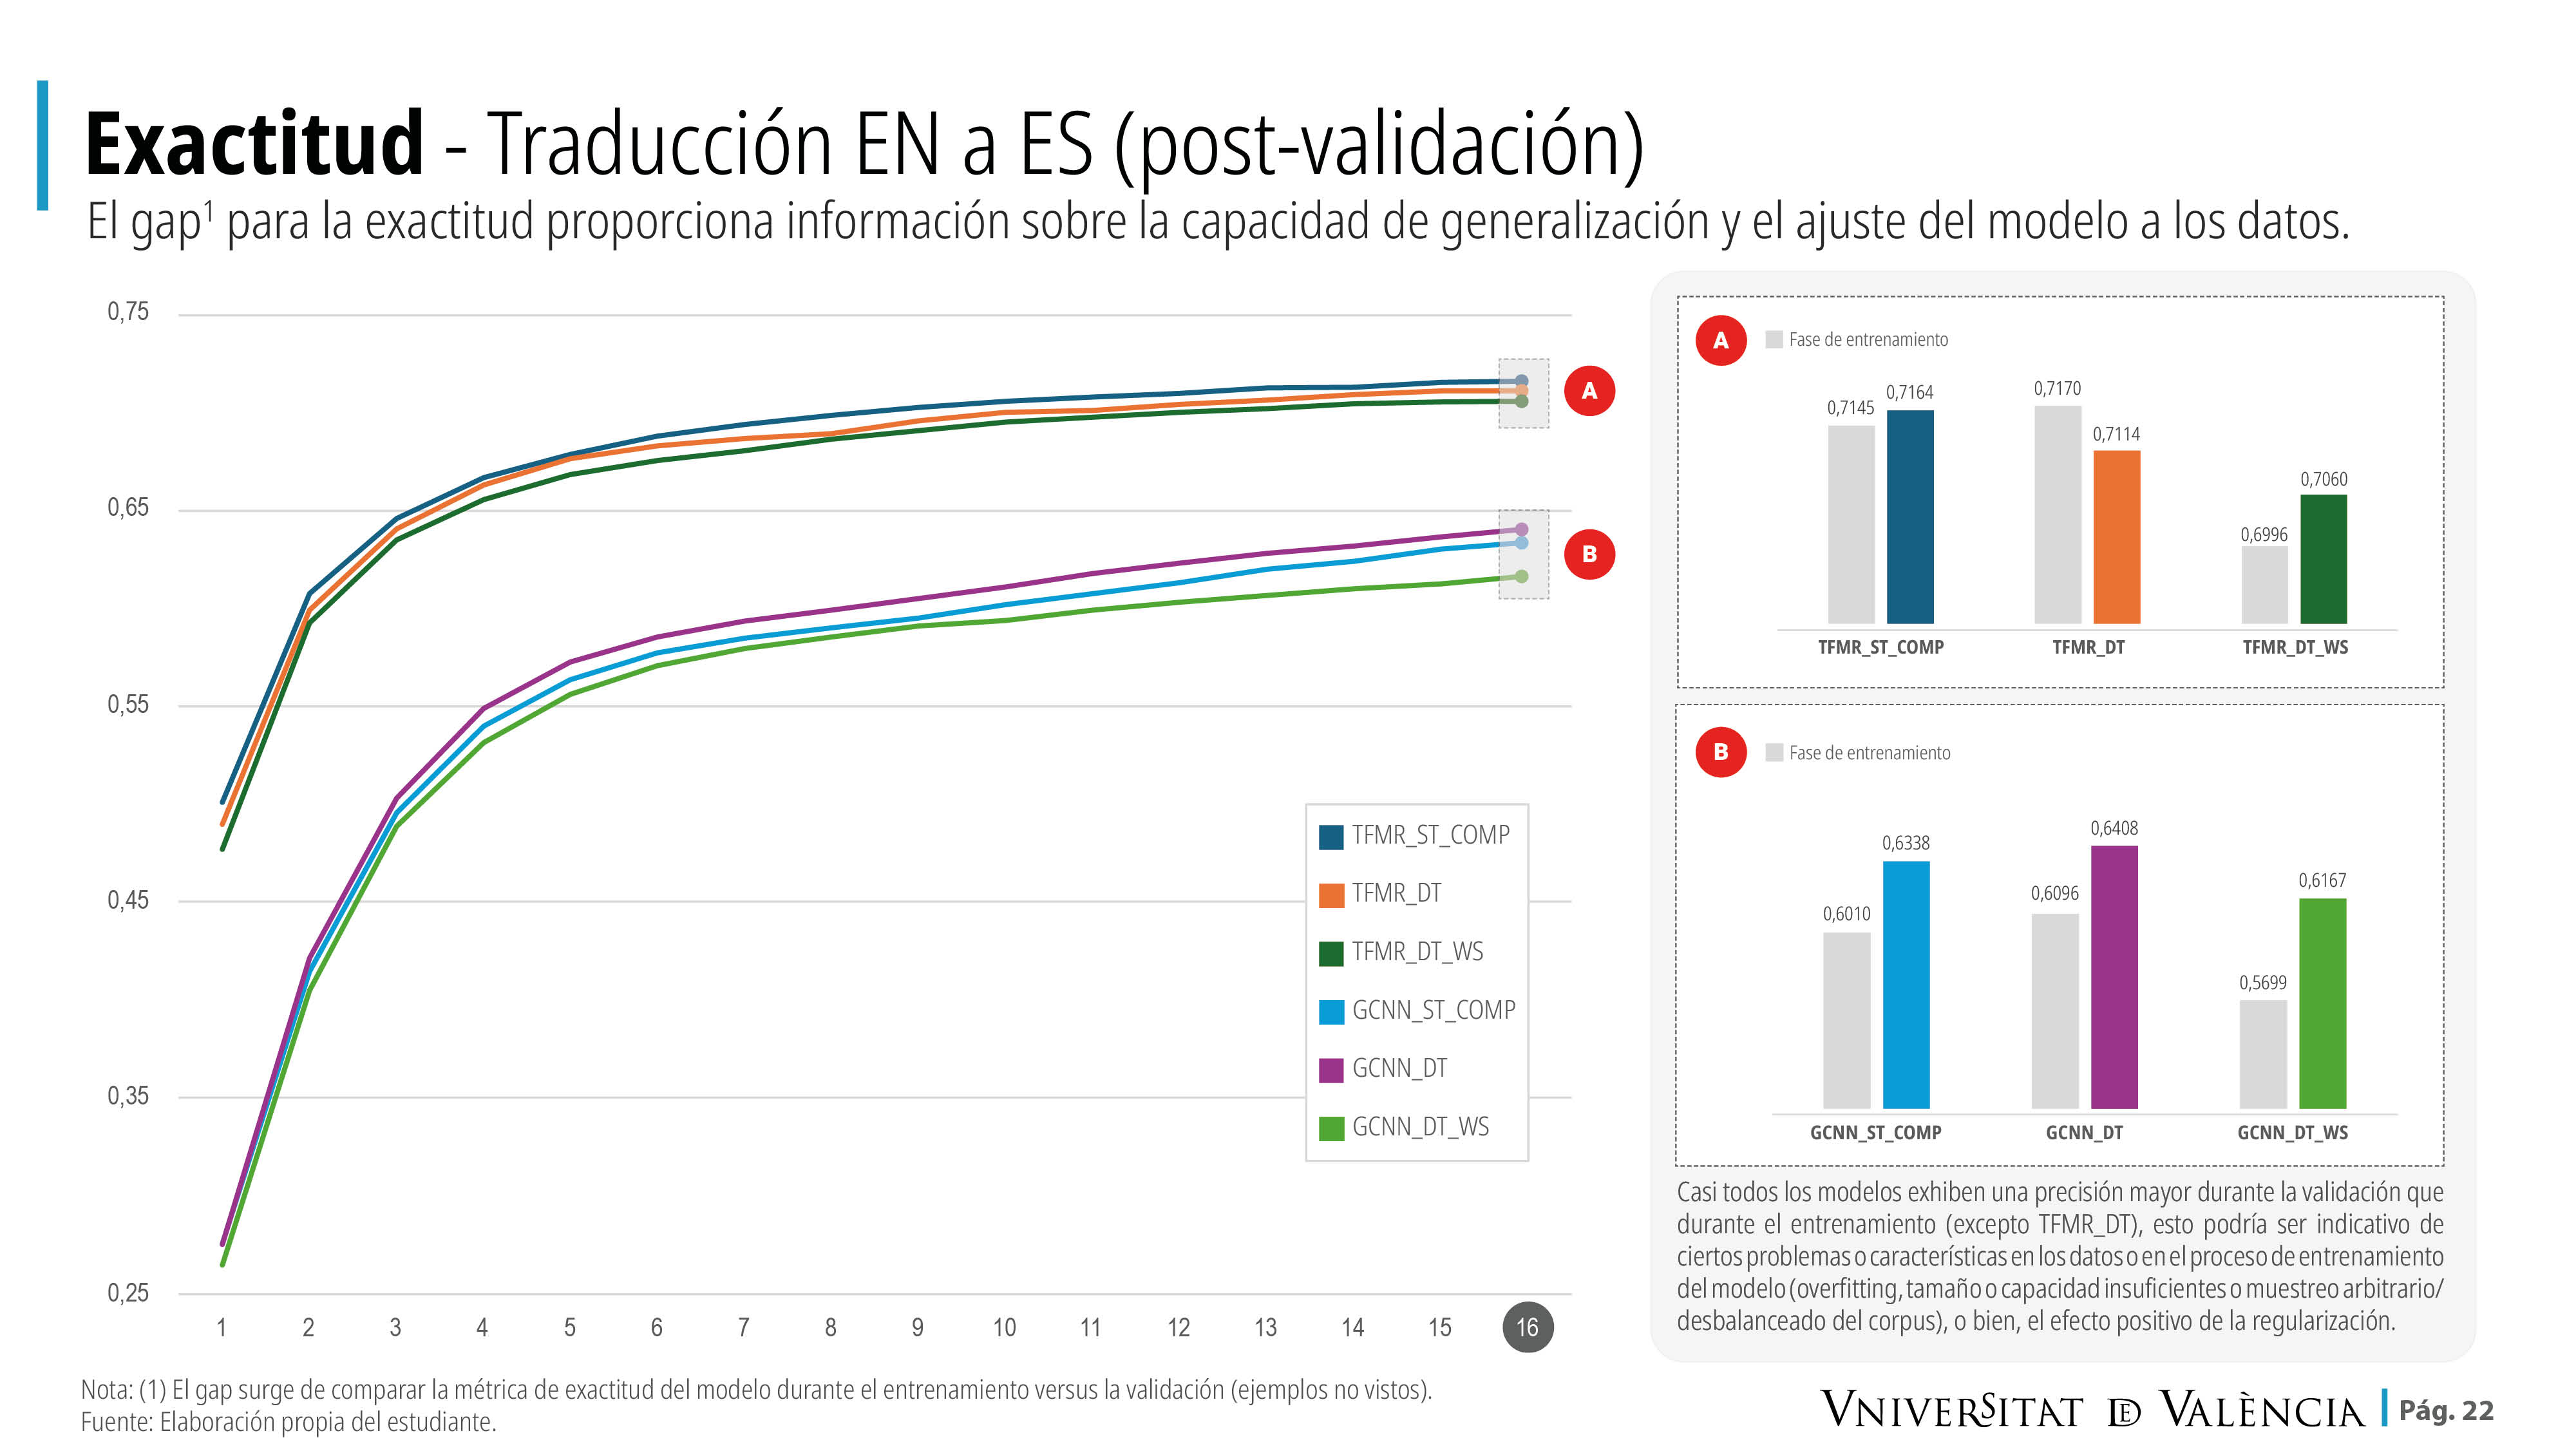 Exactitud - Traducción EN a ES (post-validación)
El gap1 para la exactitud proporciona información sobre la capacidad de generalización y el ajuste del modelo a los datos.
0,75
0,65
0,55
0,45
0,35
0,25
1 2 3 4 5 6 7 8 9 10 11 12 13 14 15 16
A
B
TFMR_ST_COMP
TFMR_DT
TFMR_DT_WS
GCNN_ST_COMP
GCNN_DT
GCNN_DT_WS
A Fase de entrenamiento
0,7145 0,7164 0,7170 0,7114 0,6996 0,7060
TFMR_ST_COMP TFMR_DT TFMR_DT_WS
B Fase de entrenamiento
0,6010 0,6338 0,6096 0,6408 0,5699 0,6167
GCNN_ST_COMP GCNN_DT GCNN_DT_WS
Casi todos los modelos exhiben una precisión mayor durante la validación que
durante el entrenamiento (excepto TFMR_DT), esto podría ser indicativo de
ciertos problemas o características en los datos o en el proceso de entrenamiento
del modelo (overfitting, tamaño o capacidad insuficientes o muestreo arbitrario/
desbalanceado del corpus), o bien, el efecto positivo de la regularización.
Nota: (1) El gap surge de comparar la métrica de exactitud del modelo durante el entrenamiento versus la validación (ejemplos no vistos).
Fuente: Elaboración propia del estudiante.
VNIVERSITAT DE VALÈNCIA Pág. 22